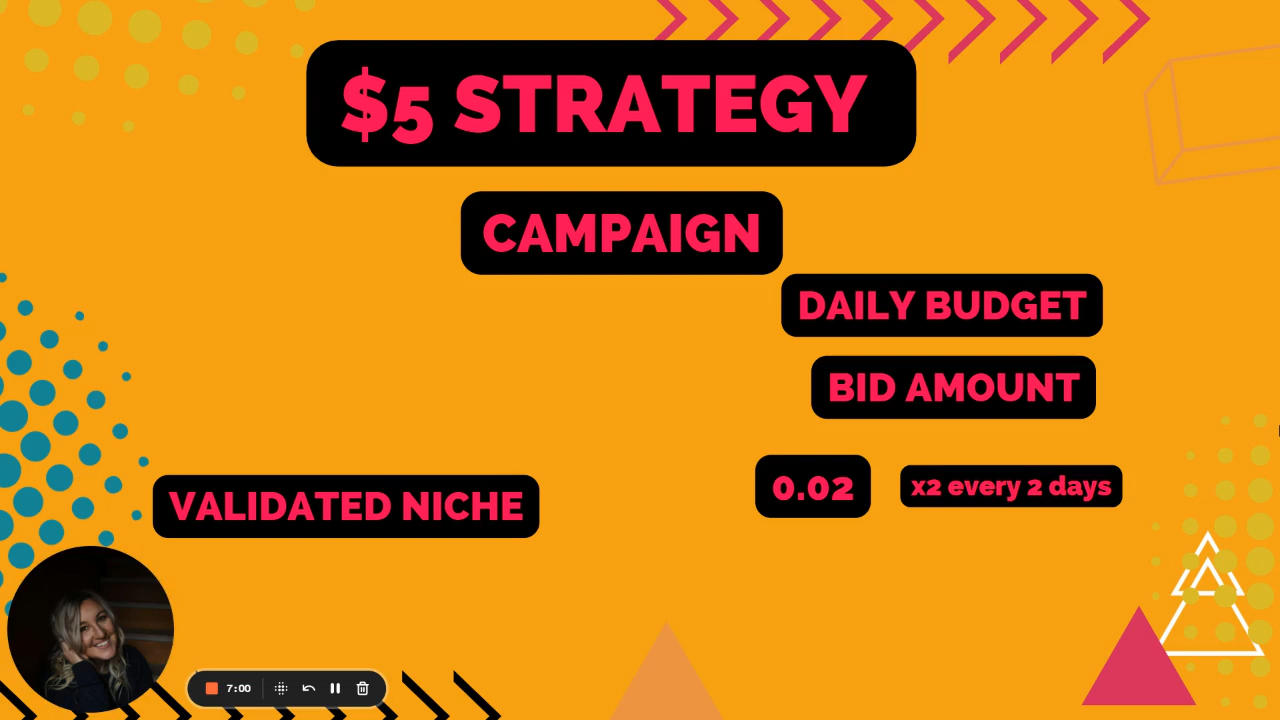 $5 STRATEGY
CAMPAIGN
DAILY BUDGET
BID AMOUNT
0.02
x2 every 2 days
VALIDATED NICHE
7:00